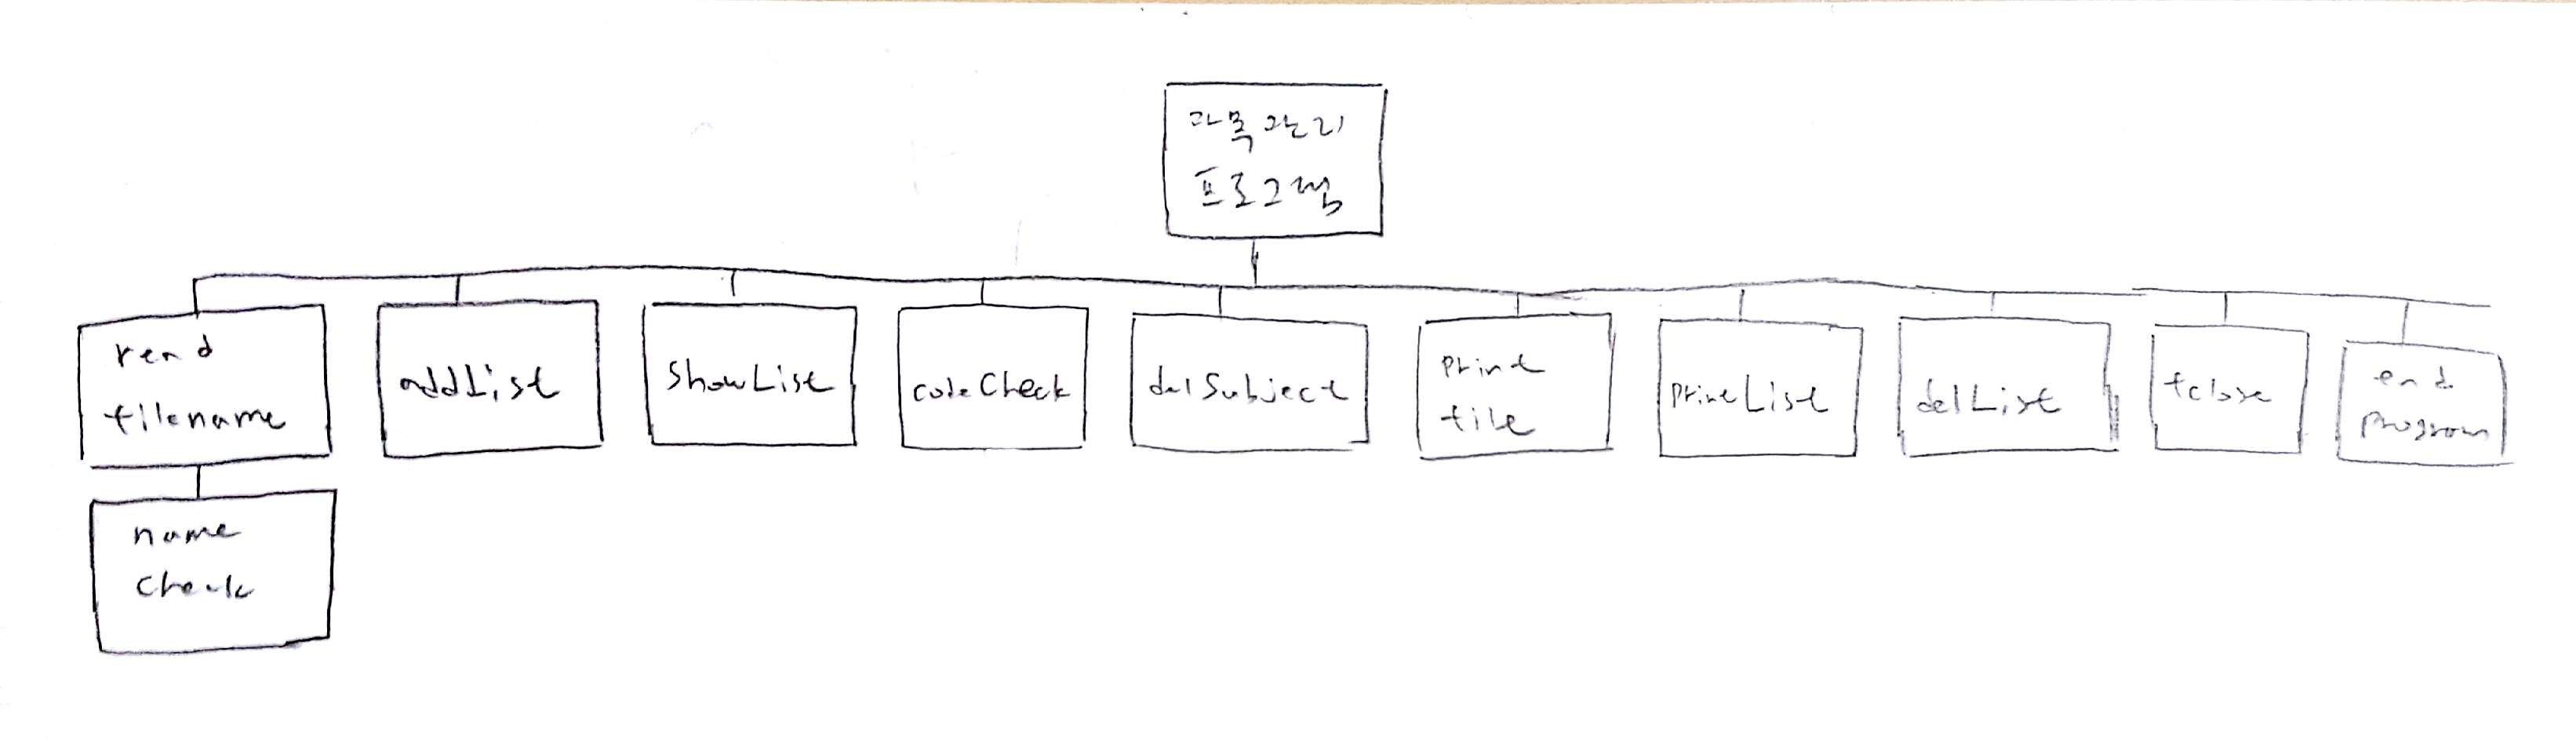 과목관리
프로그램
read
filename
addList
showList
codeCheck
delSubject
print
file
printList
delList
fclose
end
program
name
check